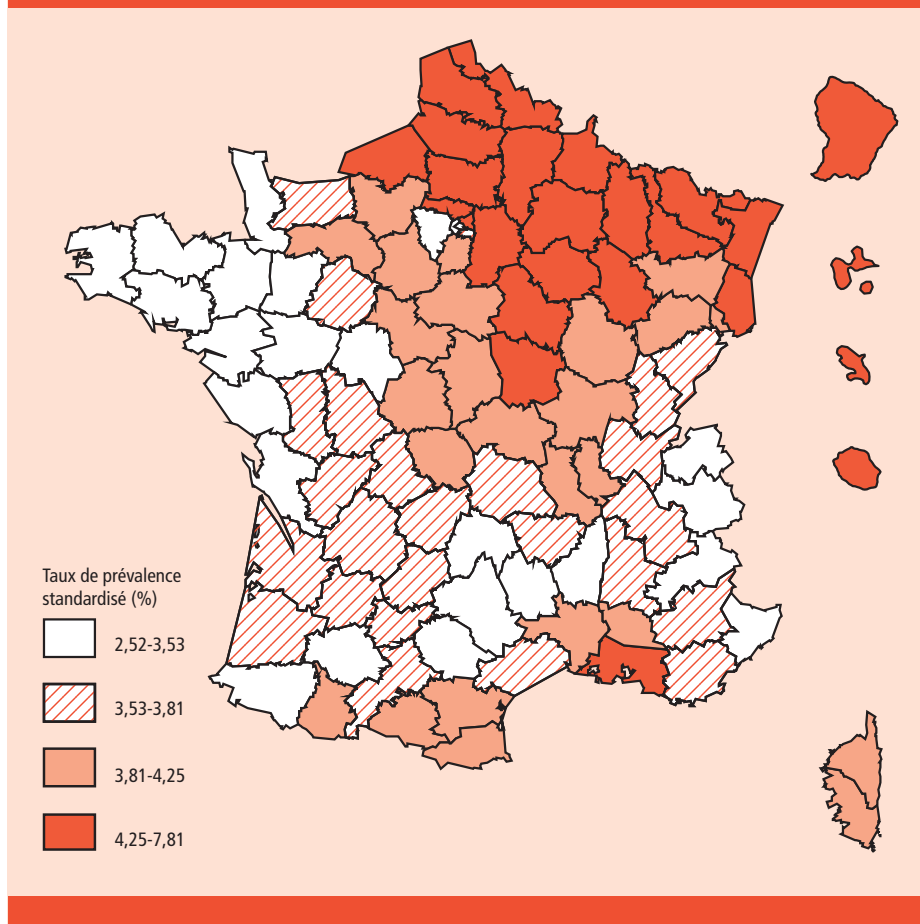 Taux de prévalence
standardisé (%)
2,52-3,53
3,53-3,81
3,81-4,25
4,25-7,81